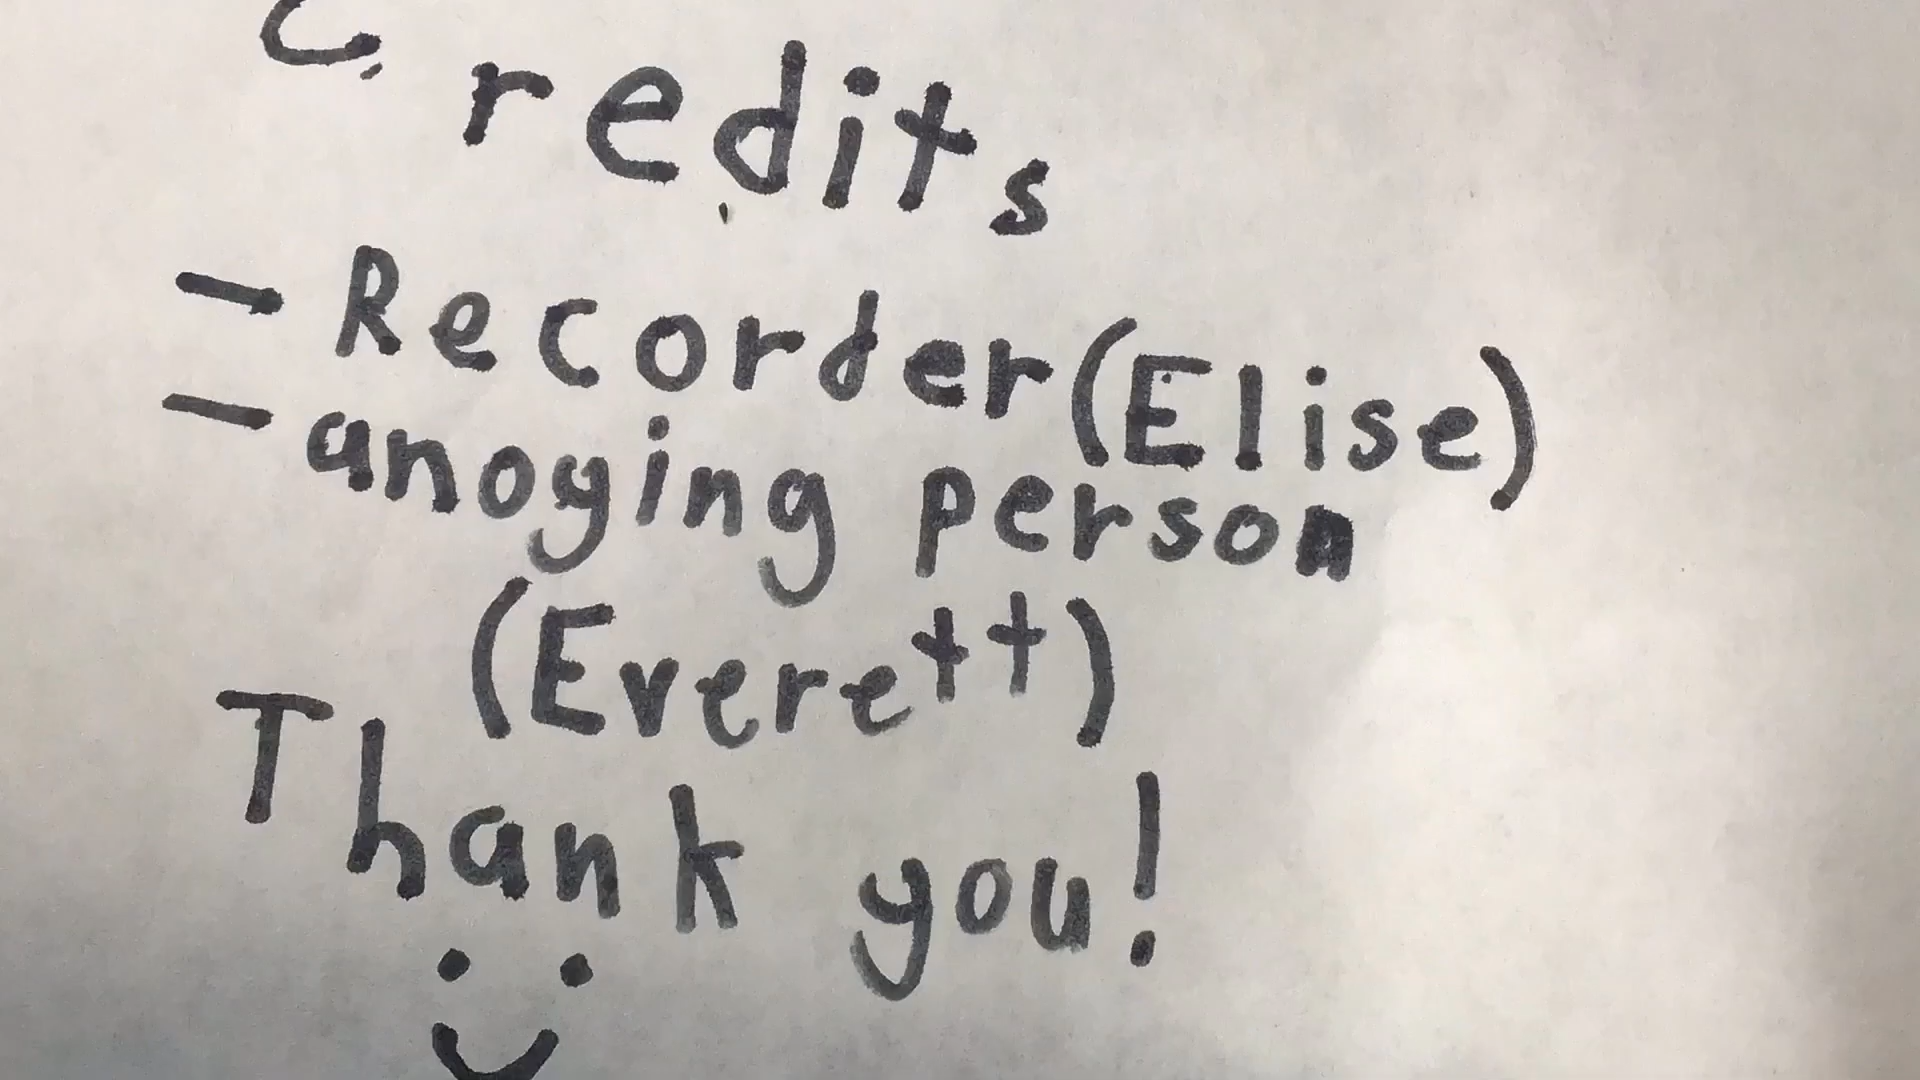 Credits
- Recorder (Elise)
- anoying person
(Everett)
Thank you!